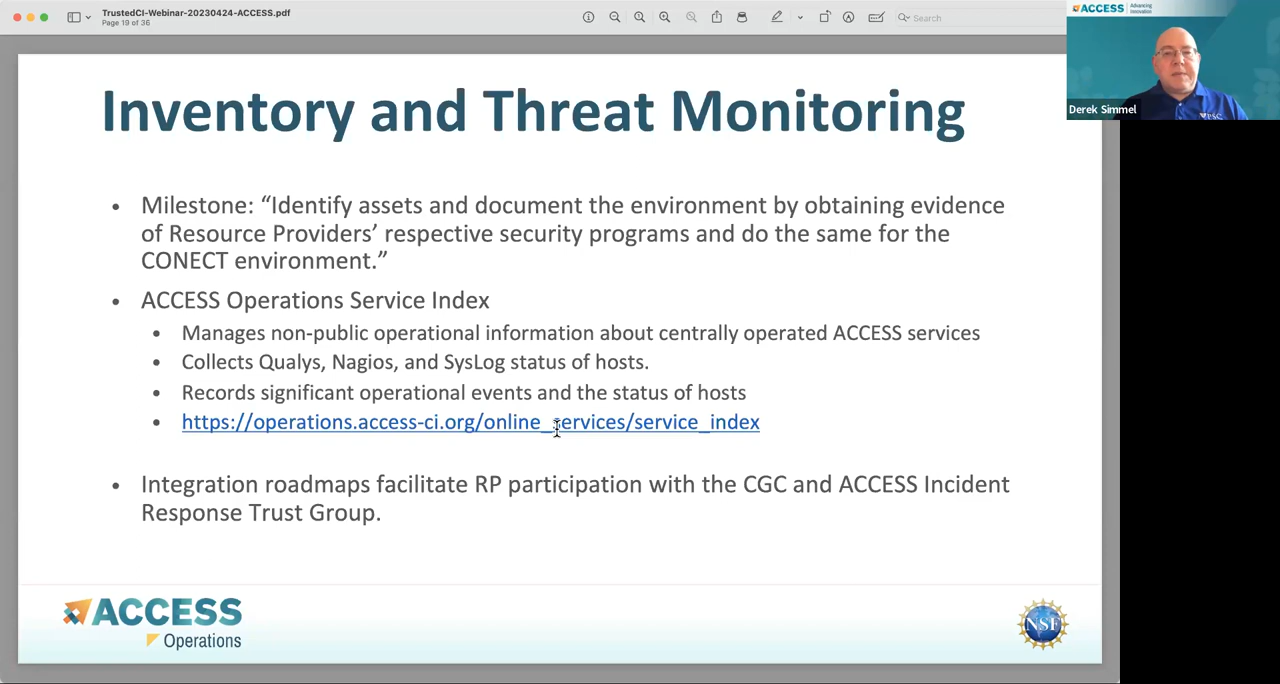 TrustedCI-Webinar-20230424-ACCESS.pdf
Page 19 of 36
Search
ACCESS Advancing Innovation
Derek Simmel
PSC
Inventory and Threat Monitoring
• Milestone: “Identify assets and document the environment by obtaining evidence
of Resource Providers’ respective security programs and do the same for the
CONECT environment.”
• ACCESS Operations Service Index
• Manages non-public operational information about centrally operated ACCESS services
• Collects Qualys, Nagios, and SysLog status of hosts.
• Records significant operational events and the status of hosts
• https://operations.access-ci.org/online_services/service_index
• Integration roadmaps facilitate RP participation with the CGC and ACCESS Incident
Response Trust Group.
ACCESS
Operations
NSF